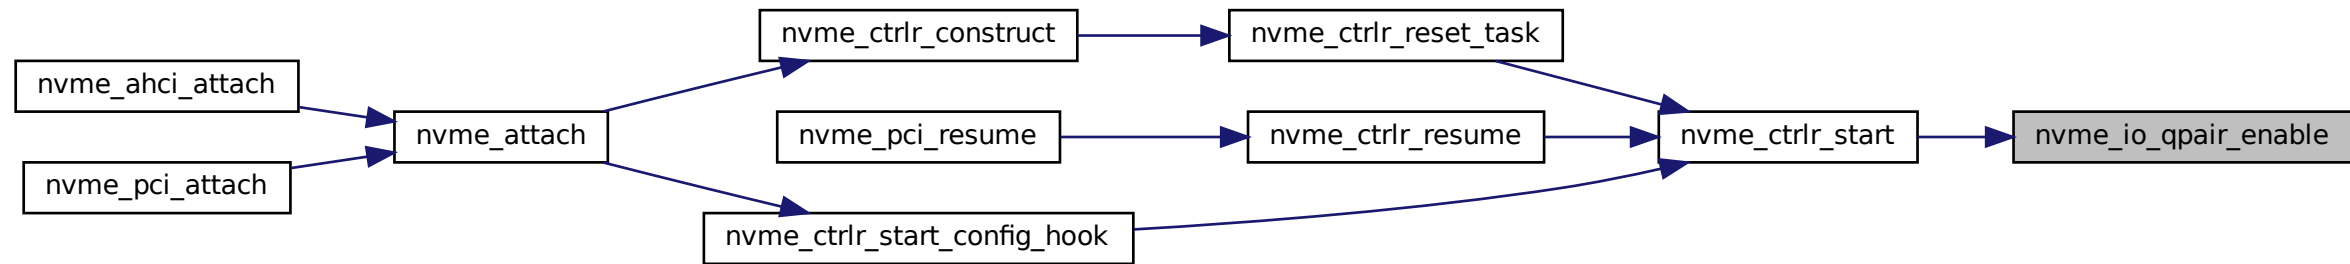 nvme_ctrlr_construct
nvme_ctrlr_reset_task
nvme_ahci_attach
nvme_attach
nvme_pci_resume
nvme_ctrlr_resume
nvme_ctrlr_start
nvme_io_qpair_enable
nvme_pci_attach
nvme_ctrlr_start_config_hook